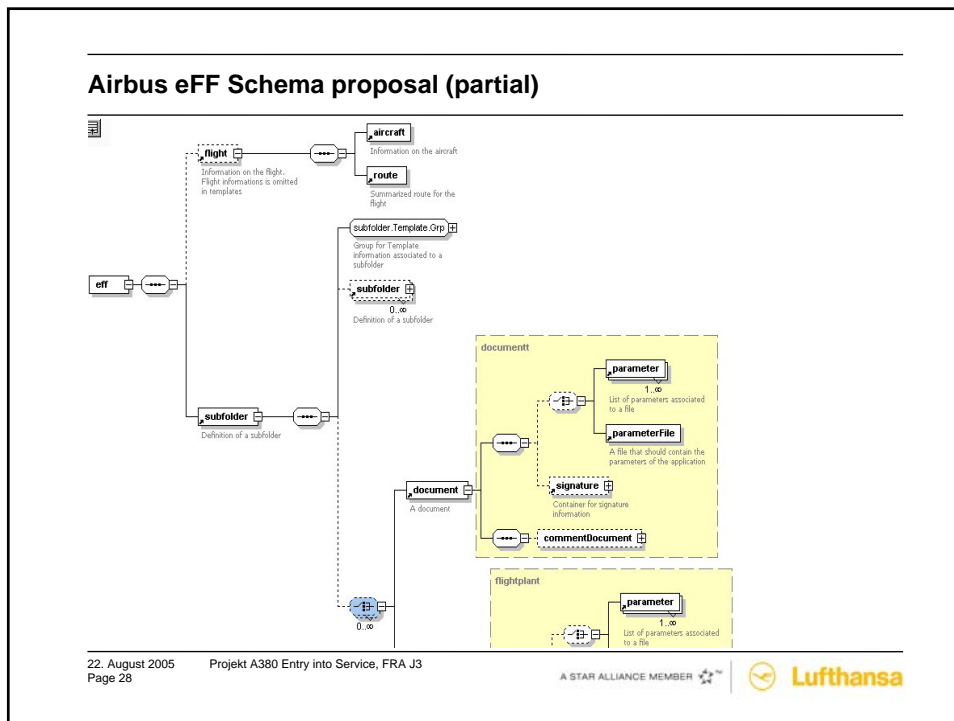 Airbus eFF Schema proposal (partial)
aircraft
Information on the aircraft
flight
Information on the flight.
Flight informations is omitted
in templates
route
Summarized route for the
flight
subfolder.Template.Grp
Group for Template
information associated to a
subfolder
eff
subfolder
0..∞
Definition of a subfolder
documentt
parameter
1..∞
List of parameters associated
to a file
parameterFile
A file that should contain the
parameters of the application
subfolder
Definition of a subfolder
document
A document
signature
Container for signature
information
commentDocument
flightplant
parameter
1..∞
List of parameters associated
to a file
0..∞
22. August 2005 Projekt A380 Entry into Service, FRA J3
Page 28
A STAR ALLIANCE MEMBER ™
Lufthansa